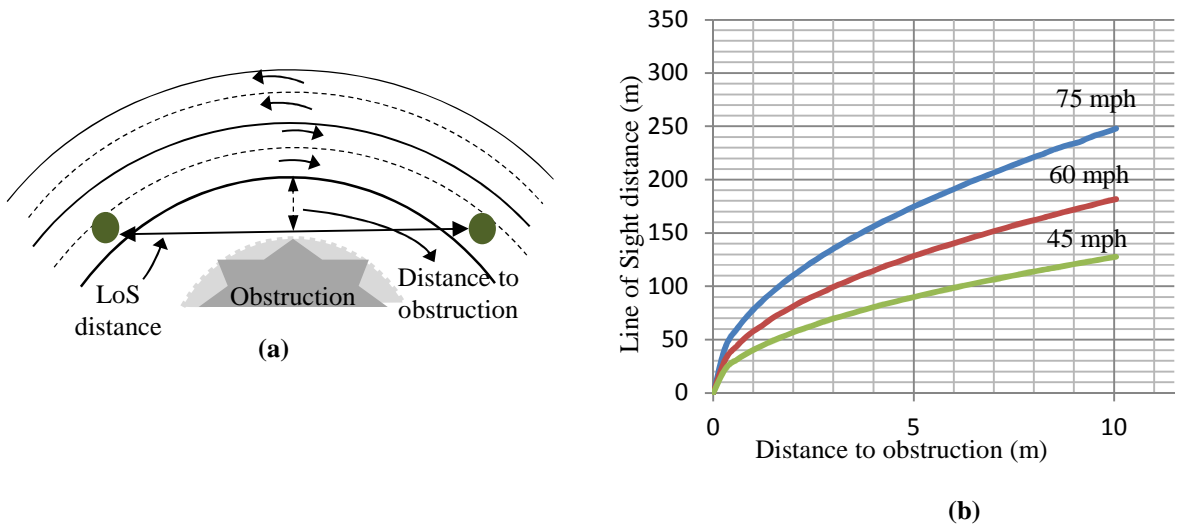 LoS
distance
Obstruction
Distance to
obstruction
(a)
350
300
250
200
150
100
50
0
Line of Sight distance (m)
75 mph
60 mph
45 mph
0
5
10
Distance to obstruction (m)
(b)